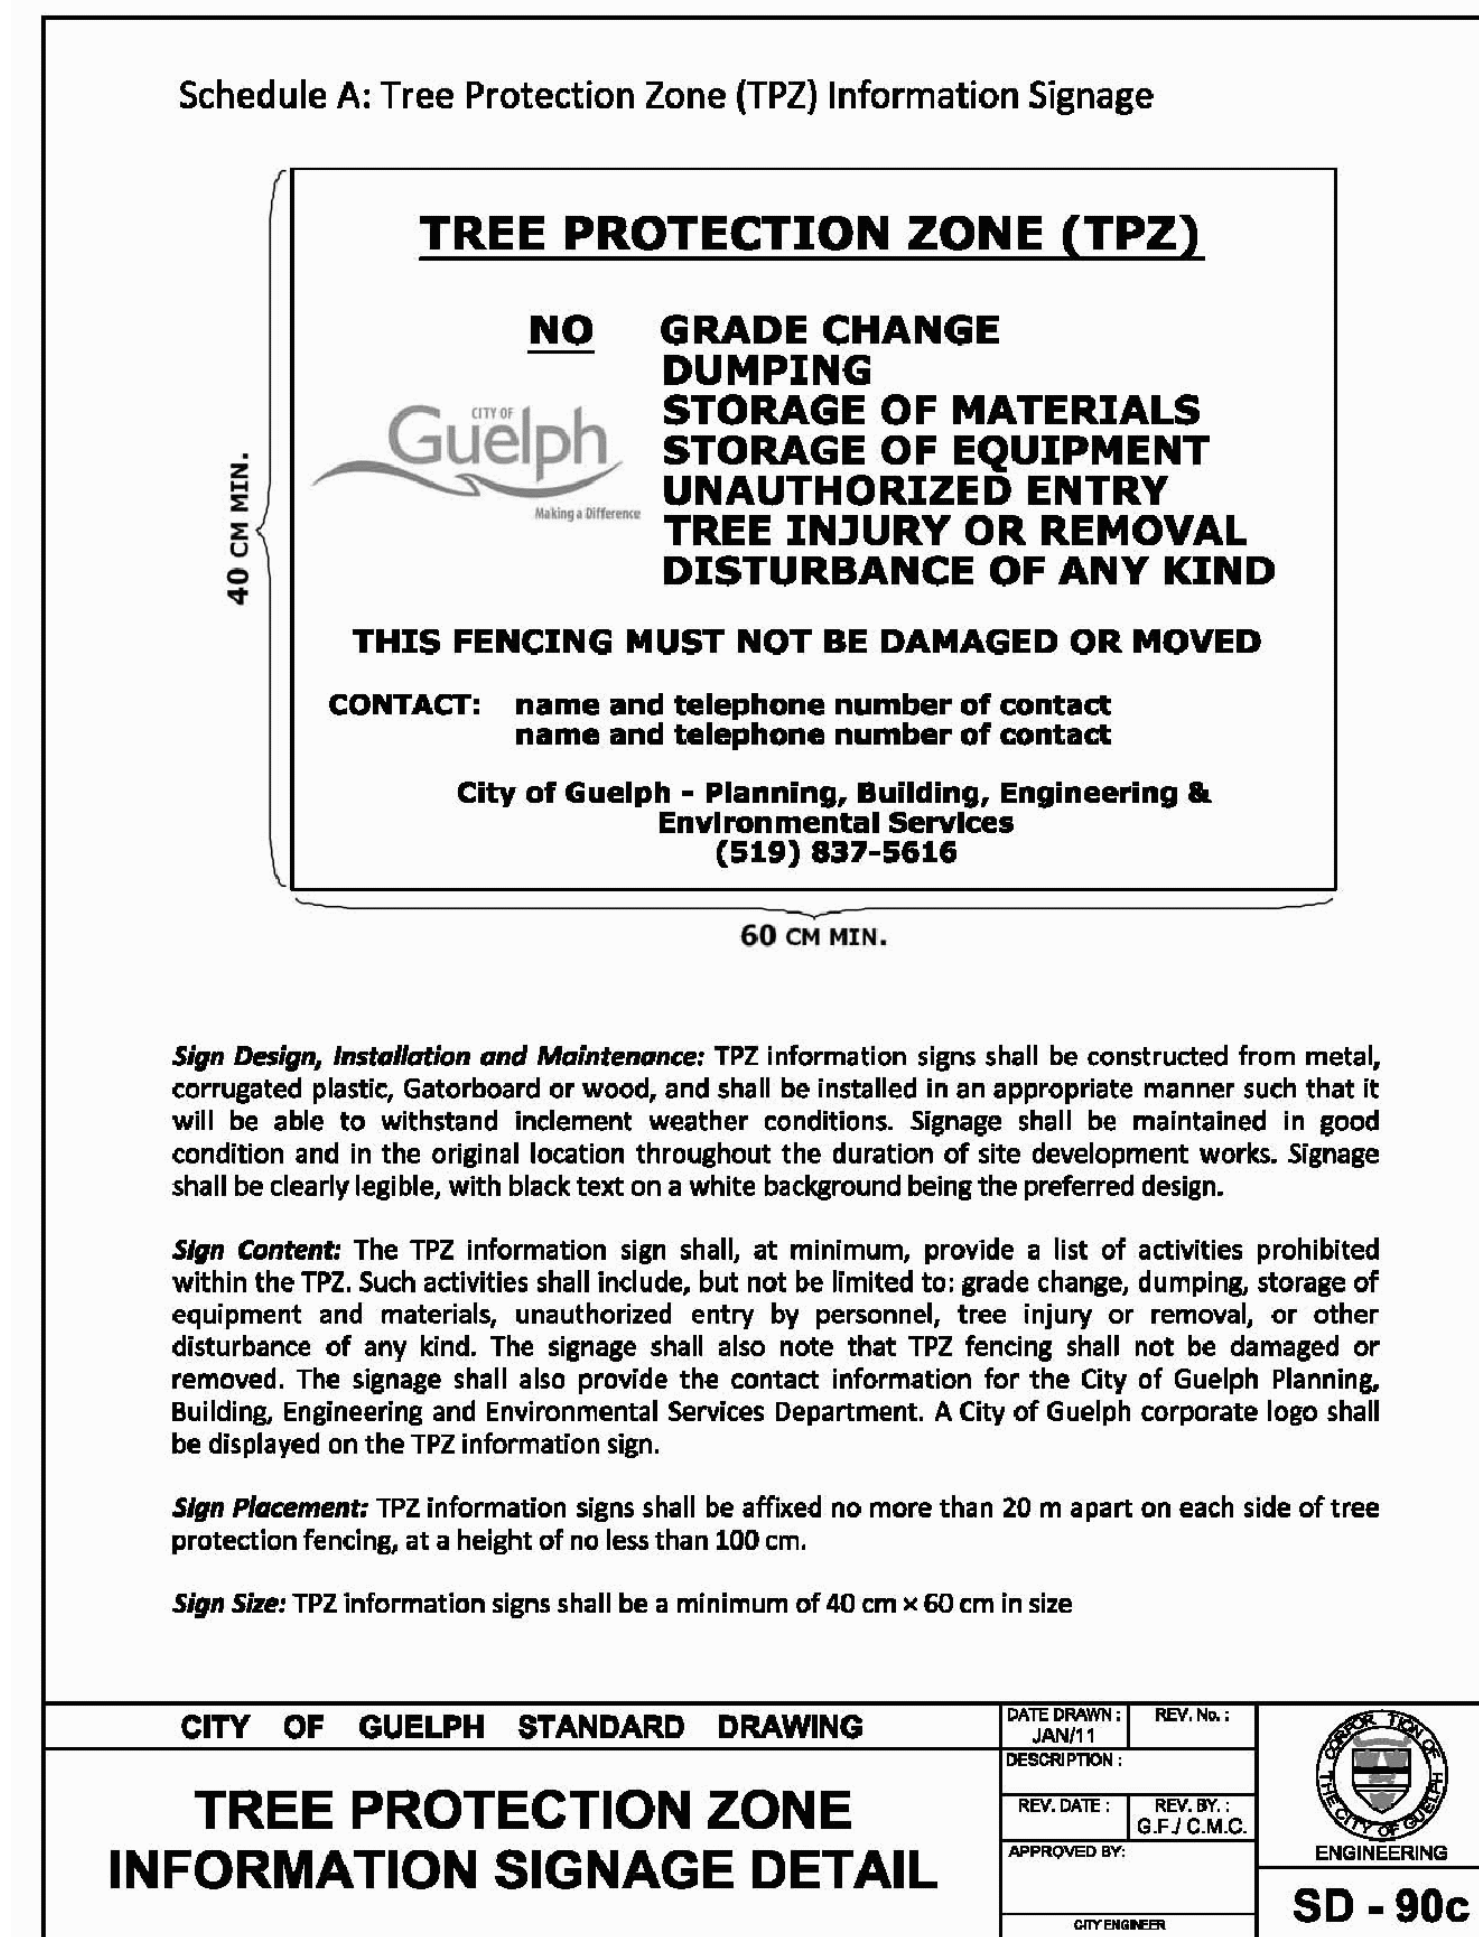 Schedule A: Tree Protection Zone (TPZ) Information Signage
TREE PROTECTION ZONE (TPZ)
NO GRADE CHANGE
DUMPING
STORAGE OF MATERIALS
STORAGE OF EQUIPMENT
UNAUTHORIZED ENTRY
TREE INJURY OR REMOVAL
DISTURBANCE OF ANY KIND
CITY OF
Guelph
Making a Difference
40 CM MIN.
THIS FENCING MUST NOT BE DAMAGED OR MOVED
CONTACT: name and telephone number of contact
name and telephone number of contact
City of Guelph - Planning, Building, Engineering &
Environmental Services
(519) 837-5616
60 CM MIN.
Sign Design, Installation and Maintenance: TPZ information signs shall be constructed from metal,
corrugated plastic, Gatorboard or wood, and shall be installed in an appropriate manner such that it
will be able to withstand inclement weather conditions. Signage shall be maintained in good
condition and in the original location throughout the duration of site development works. Signage
shall be clearly legible, with black text on a white background being the preferred design.
Sign Content: The TPZ information sign shall, at minimum, provide a list of activities prohibited
within the TPZ. Such activities shall include, but not be limited to: grade change, dumping, storage of
equipment and materials, unauthorized entry by personnel, tree injury or removal, or other
disturbance of any kind. The signage shall also note that TPZ fencing shall not be damaged or
removed. The signage shall also provide the contact information for the City of Guelph Planning,
Building, Engineering and Environmental Services Department. A City of Guelph corporate logo shall
be displayed on the TPZ information sign.
Sign Placement: TPZ information signs shall be affixed no more than 20 m apart on each side of tree
protection fencing, at a height of no less than 100 cm.
Sign Size: TPZ information signs shall be a minimum of 40 cm × 60 cm in size
CITY OF GUELPH STANDARD DRAWING
TREE PROTECTION ZONE
INFORMATION SIGNAGE DETAIL
DATE DRAWN :
JAN/11
REV. No. :
DESCRIPTION :
REV. DATE :
REV. BY. :
G.F./ C.M.C.
APPROVED BY:
CITY ENGINEER
CORPOR TION OF
THE CITY OF GUELPH
ENGINEERING
SD - 90c